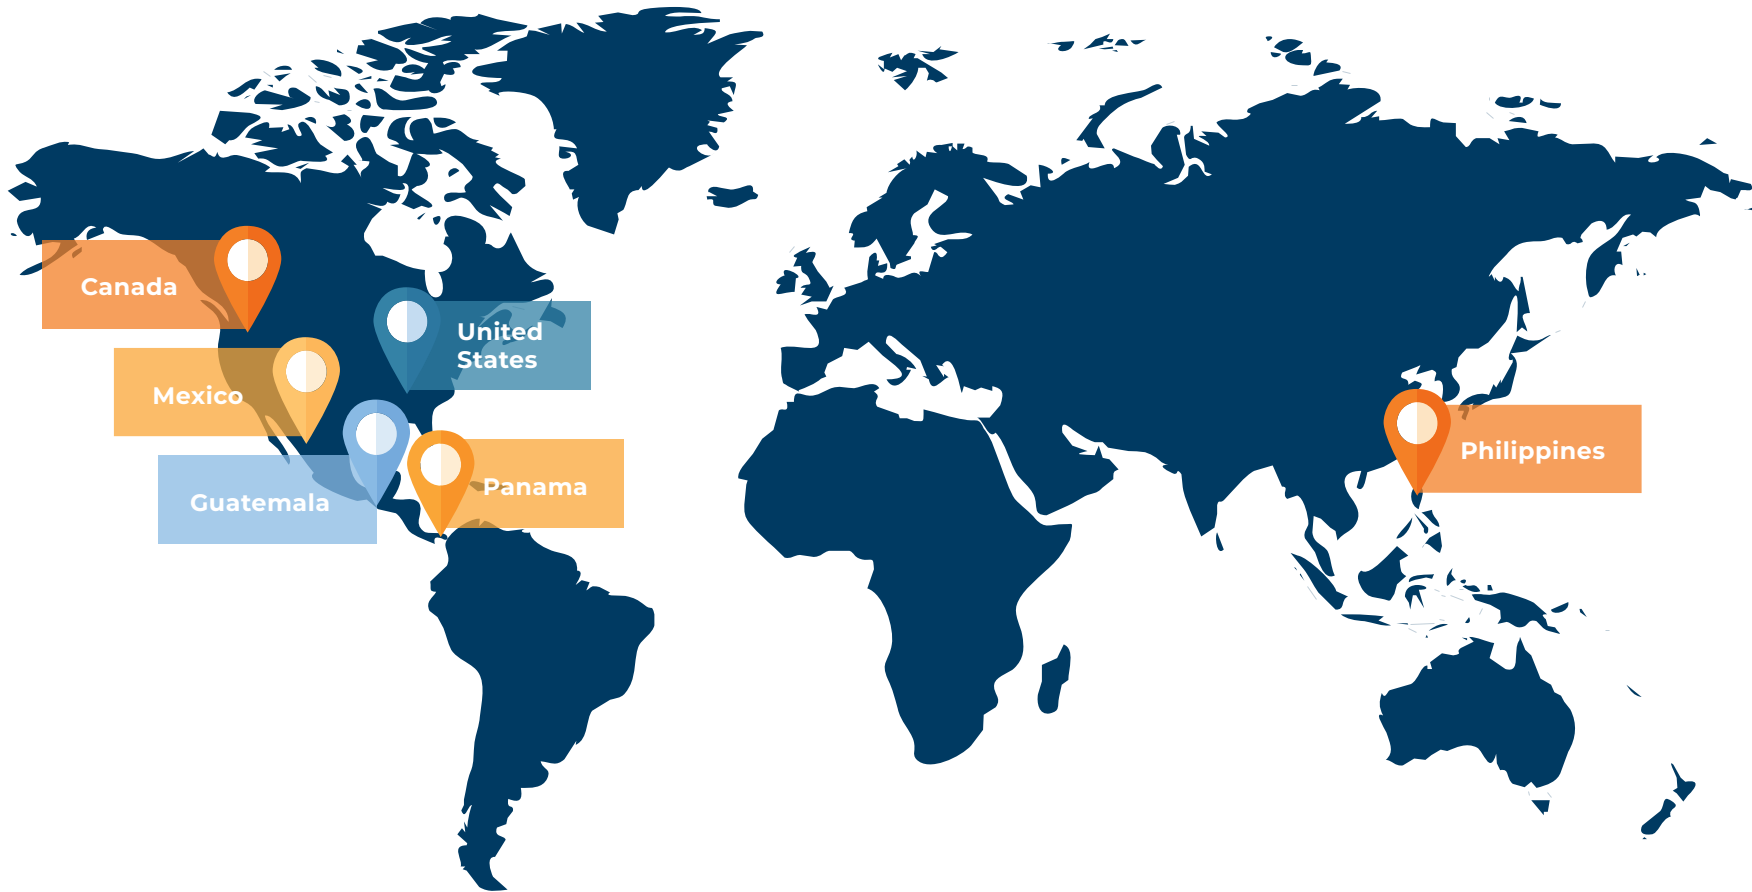 Canada
United
States
Mexico
Philippines
Panama
Guatemala